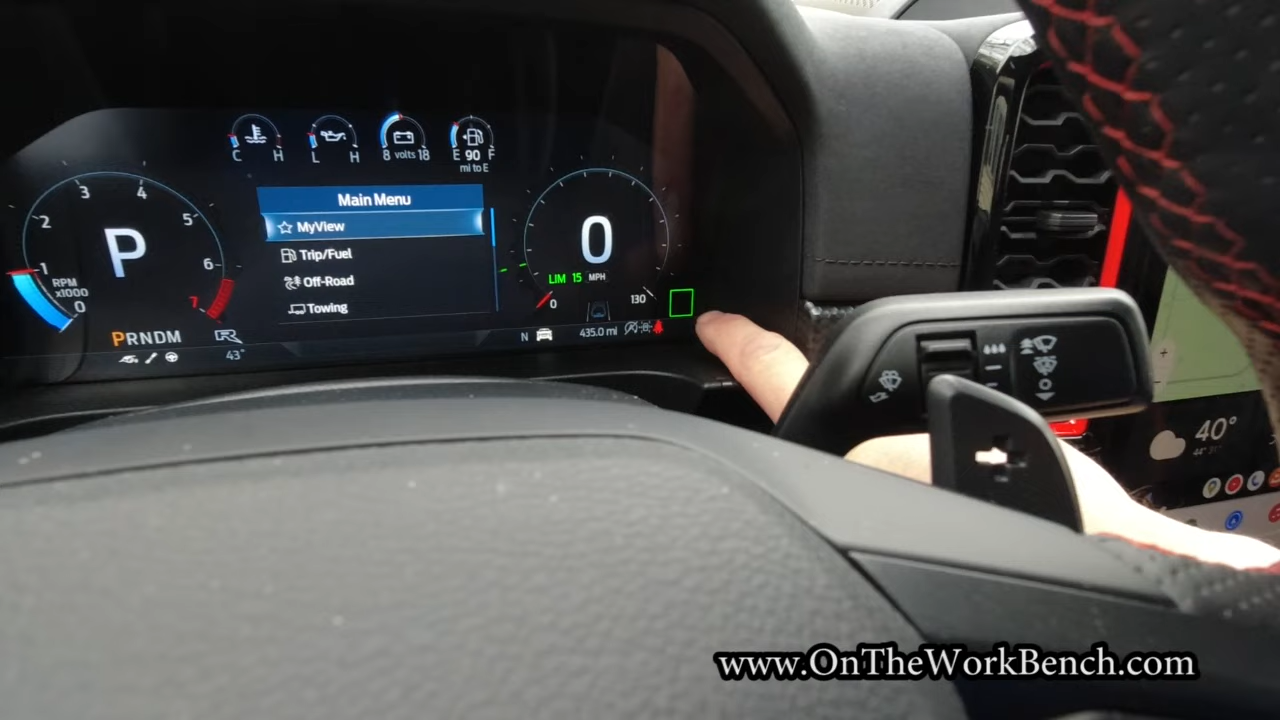 C H
L H
8 volts 18
E 90 F
mi to E
Main Menu
MyView
Trip/Fuel
Off-Road
Towing
1 2 3 4 5 6 7
P
RPM
x1000
0
PRNDM
R
43°
0
LIM 15 MPH
0 130
N
435.0 mi
40°
www.OnTheWorkBench.com